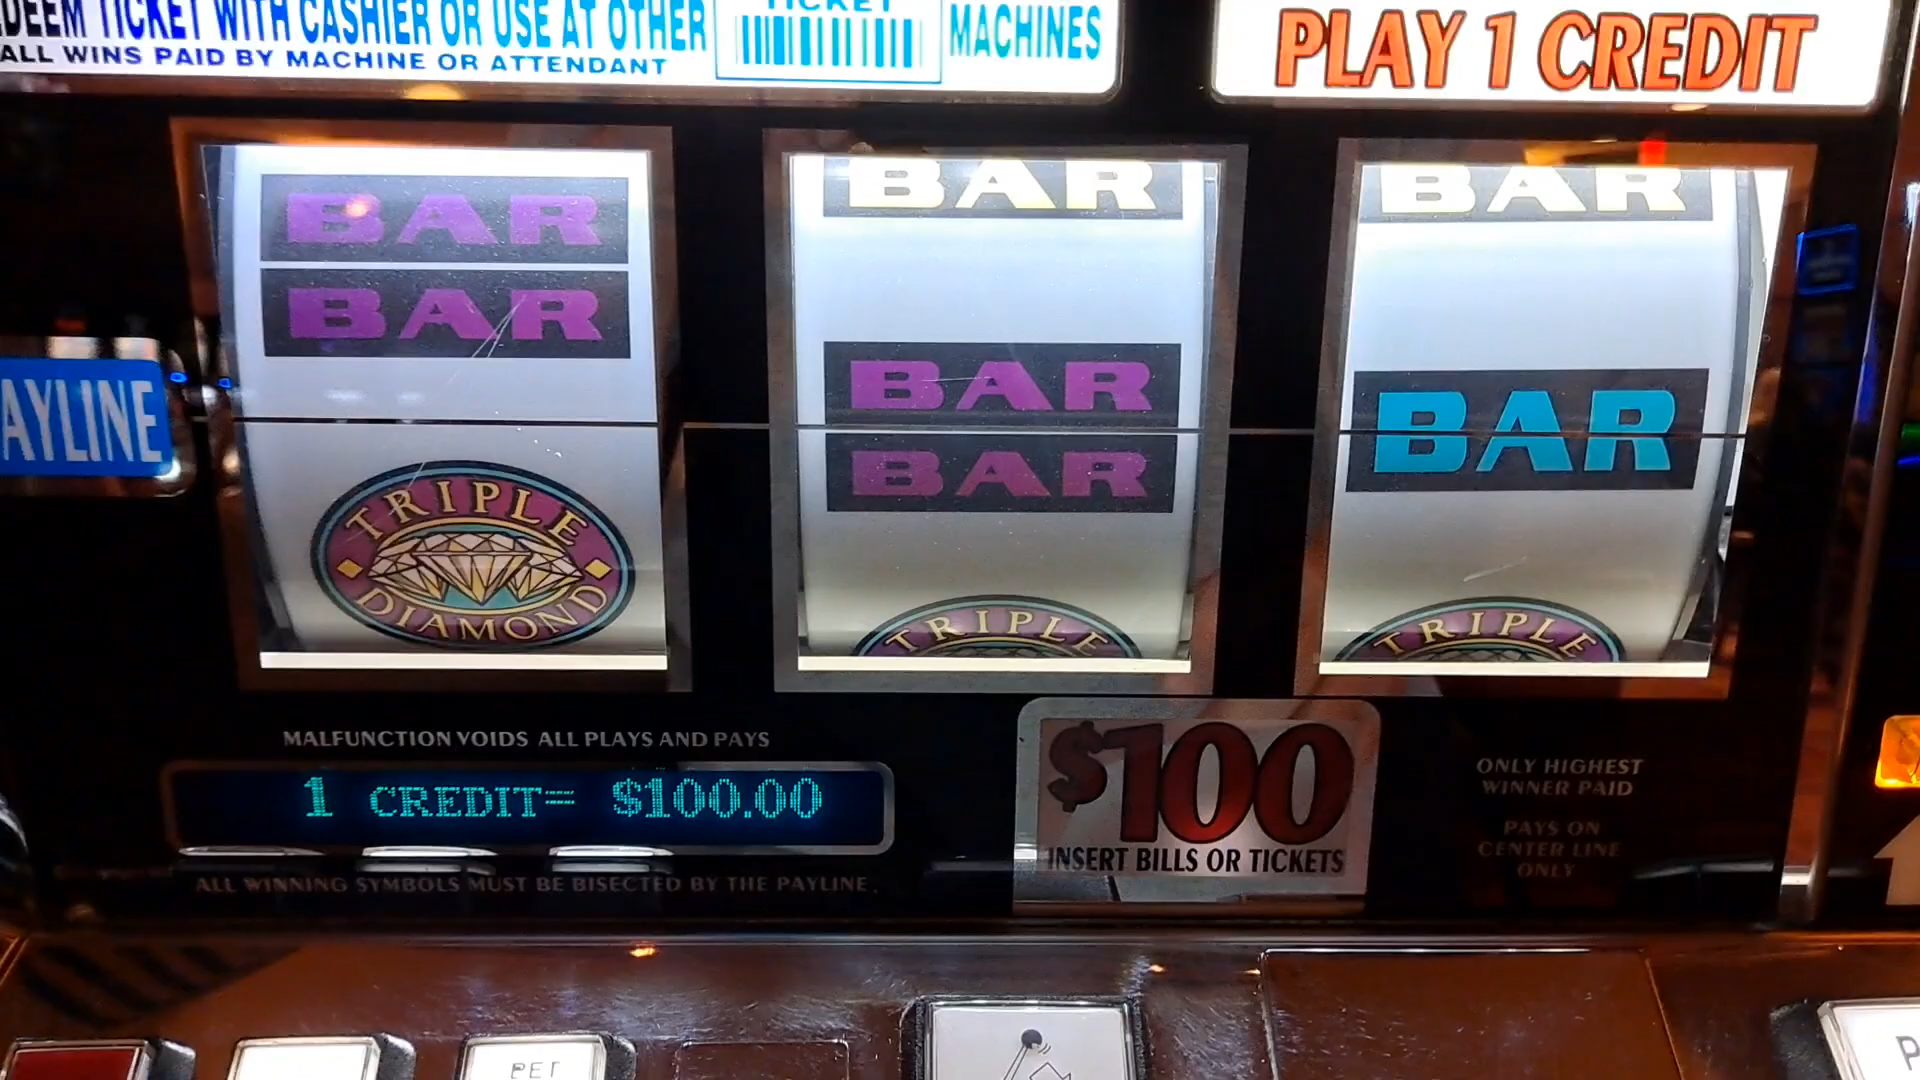 TICKET
DEEM TICKET WITH CASHIER OR USE AT OTHER
MACHINES
ALL WINS PAID BY MACHINE OR ATTENDANT
PLAY 1 CREDIT
BAR
BAR
BAR
BAR
BAR
BAR
BAR
AYLINE
TRIPLE
DIAMOND
TRIPLE
TRIPLE
MALFUNCTION VOIDS ALL PLAYS AND PAYS
1 CREDIT= $100.00
ALL WINNING SYMBOLS MUST BE BISECTED BY THE PAYLINE.
$100
INSERT BILLS OR TICKETS
ONLY HIGHEST
WINNER PAID
PAYS ON
CENTER LINE
ONLY
BET
P